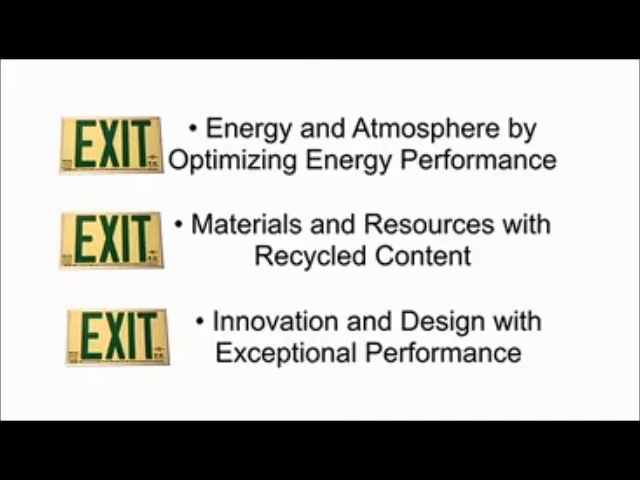 EXIT
• Energy and Atmosphere by
Optimizing Energy Performance
EXIT
• Materials and Resources with
Recycled Content
EXIT
• Innovation and Design with
Exceptional Performance